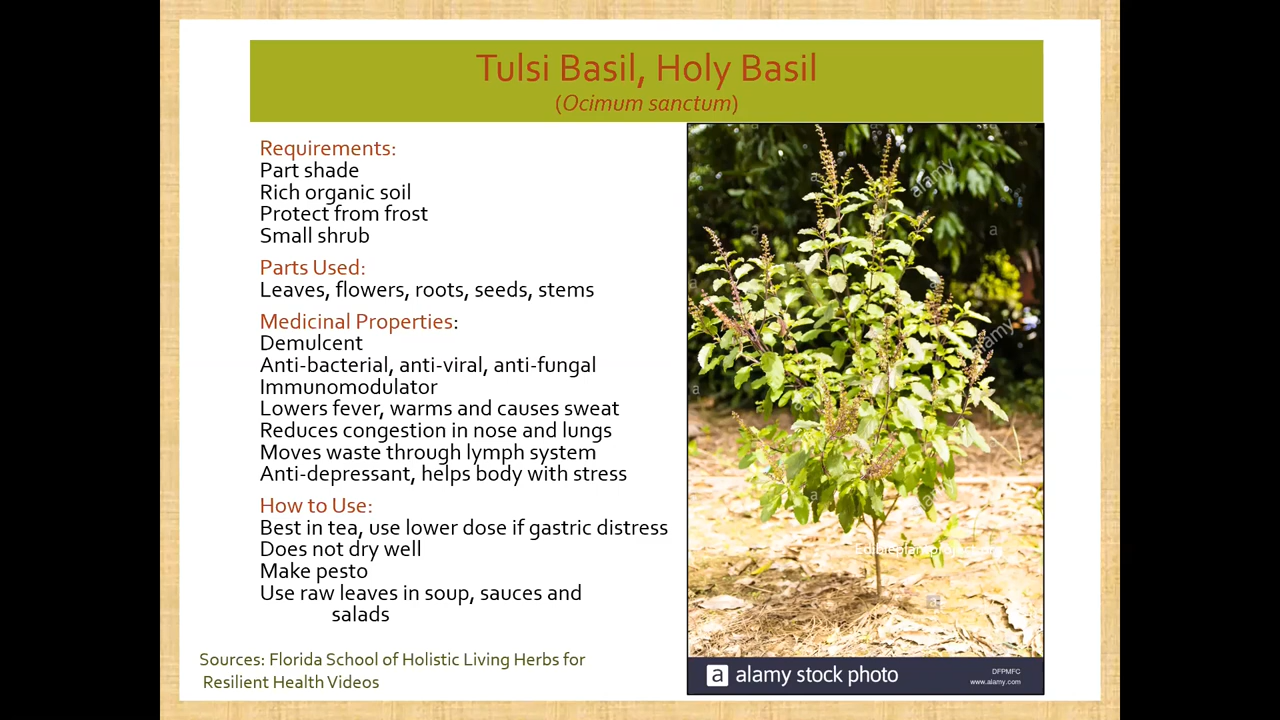 Tulsi Basil, Holy Basil
(Ocimum sanctum)
Requirements:
Part shade
Rich organic soil
Protect from frost
Small shrub
Parts Used:
Leaves, flowers, roots, seeds, stems
Medicinal Properties:
Demulcent
Anti-bacterial, anti-viral, anti-fungal
Immunomodulator
Lowers fever, warms and causes sweat
Reduces congestion in nose and lungs
Moves waste through lymph system
Anti-depressant, helps body with stress
How to Use:
Best in tea, use lower dose if gastric distress
Does not dry well
Make pesto
Use raw leaves in soup, sauces and
salads
Sources: Florida School of Holistic Living Herbs for
Resilient Health Videos
alamy
alamy
alamy
a
a
a
a
a
Edibleplantproject.org
a alamy stock photo
DFPMFC
www.alamy.com